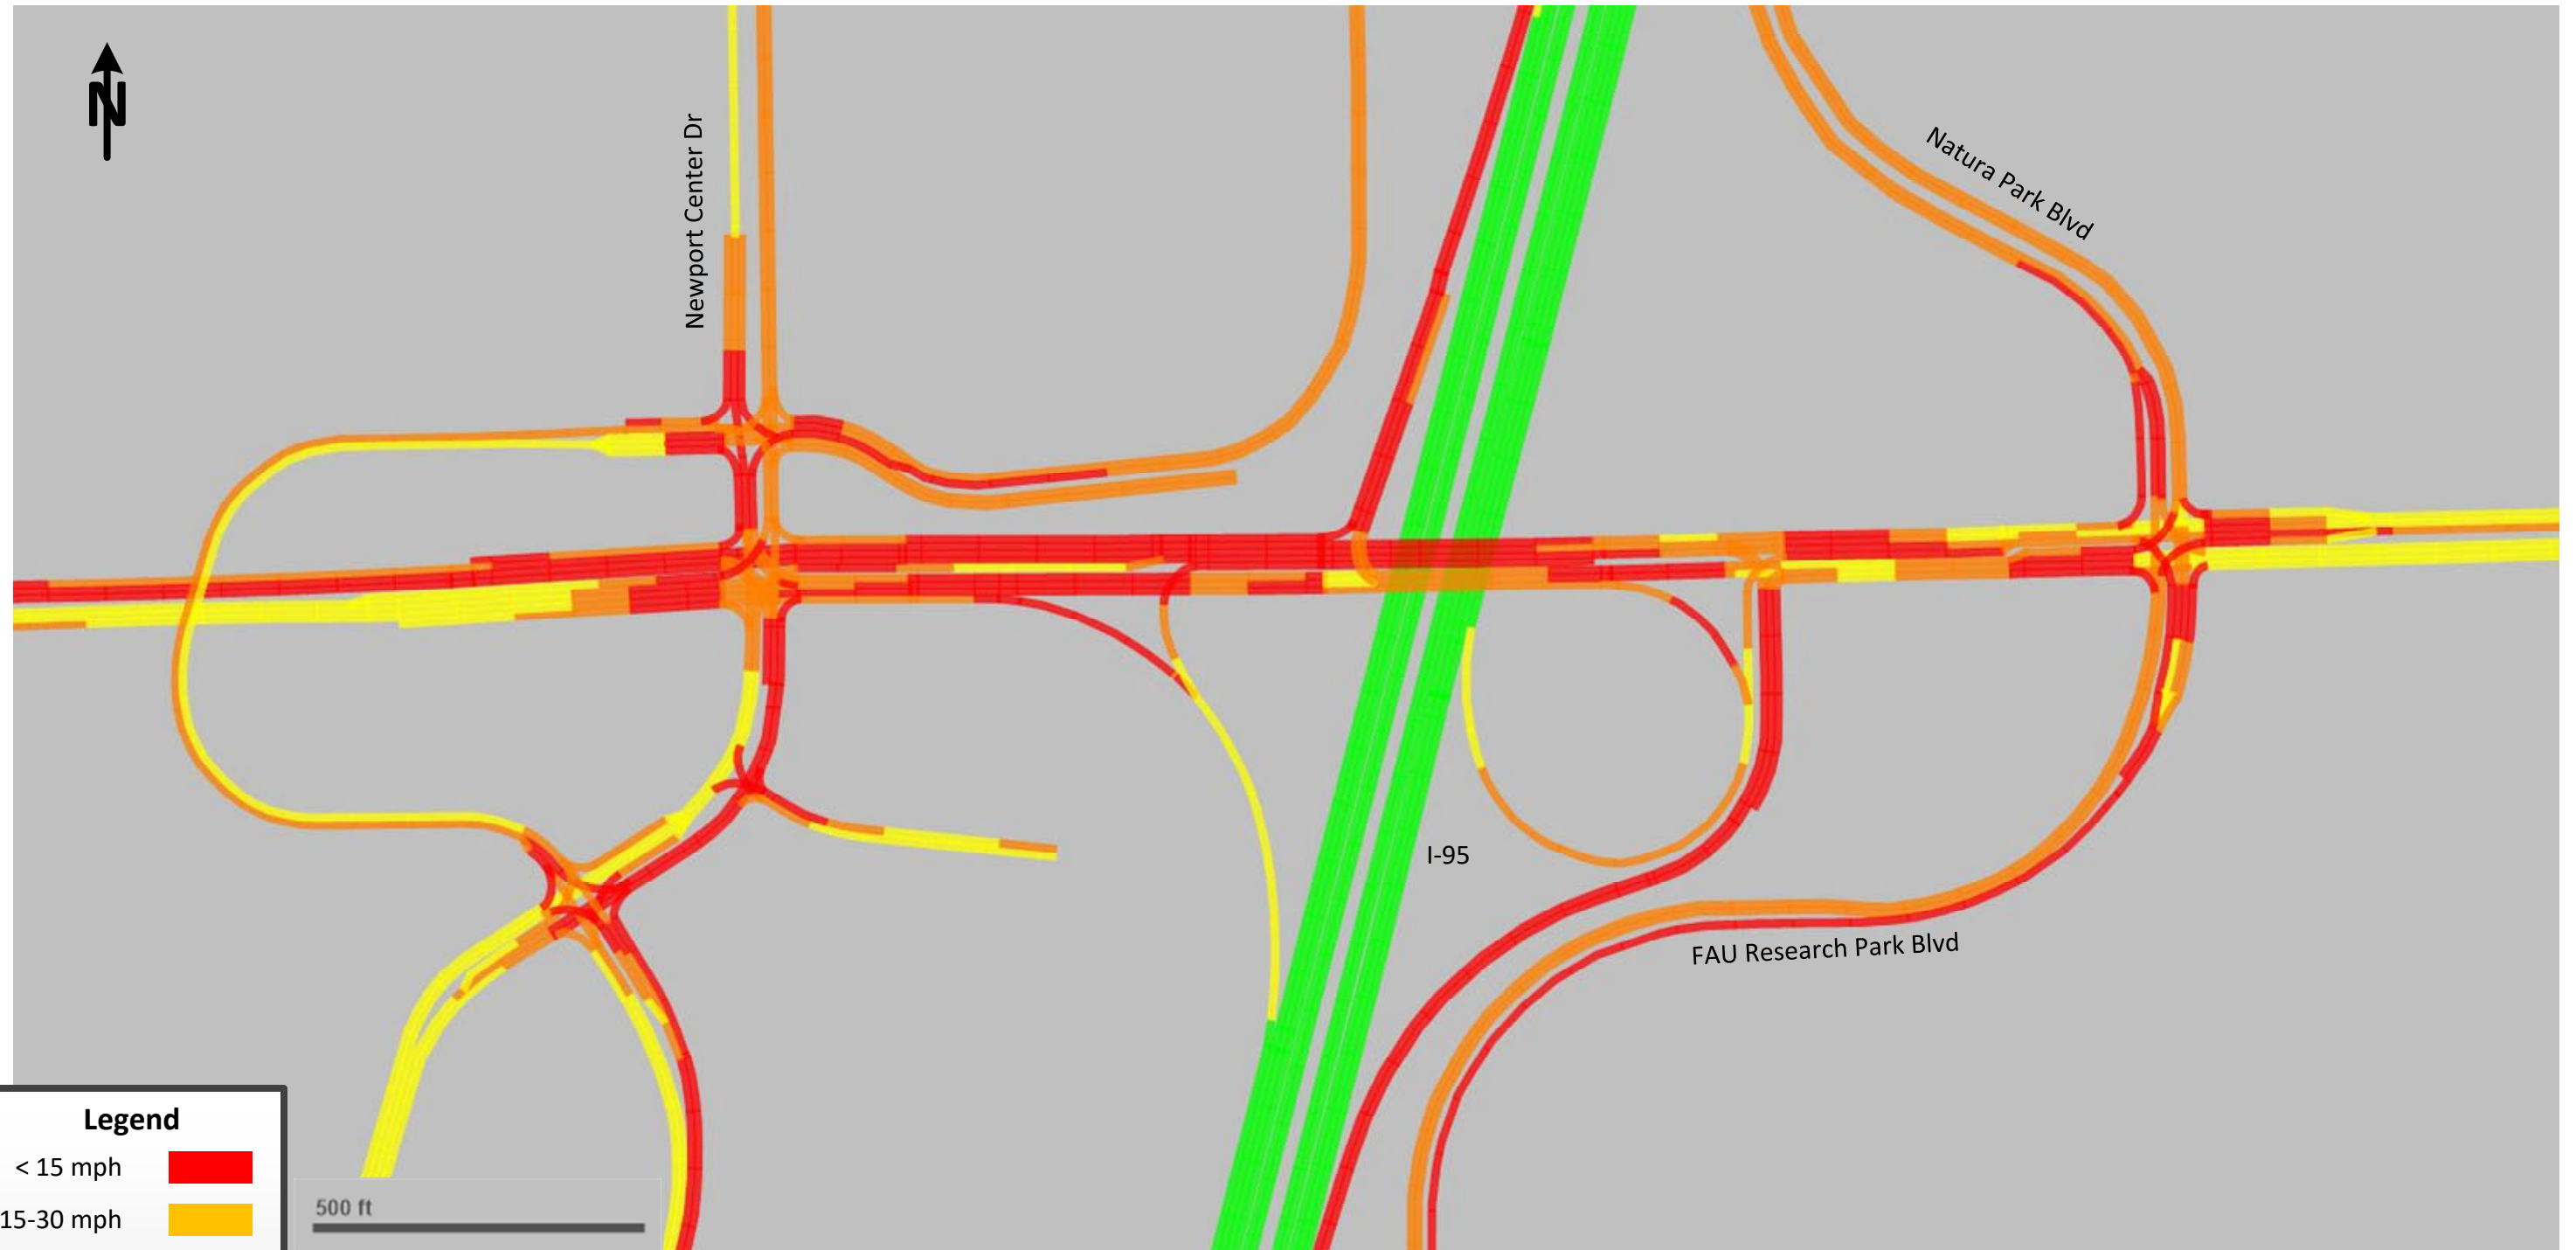 N
Newport Center Dr
Natura Park Blvd
I-95
FAU Research Park Blvd
Legend
< 15 mph
15-30 mph
500 ft